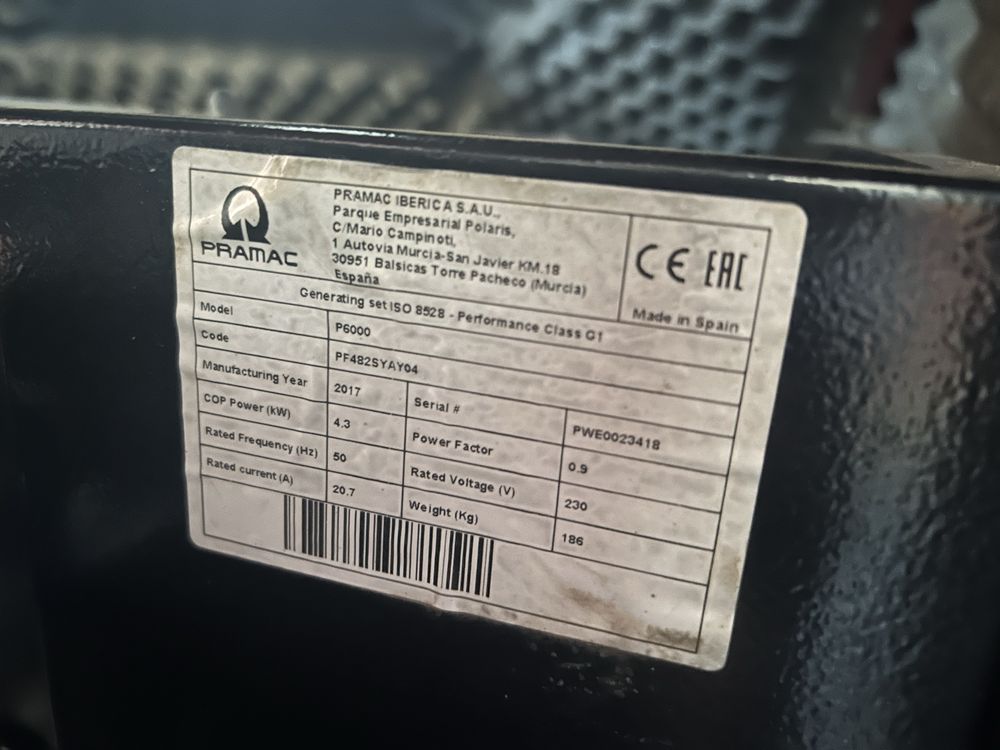 PRAMAC
PRAMAC IBERICA S.A.U.,
Parque Empresarial Polaris,
C/Mario Campinoti,
1 Autovia Murcia-San Javier KM.18
30951 Balsicas Torre Pacheco (Murcia)
España
CE EAC
Made in Spain
Generating set ISO 8528 - Performance Class G1
Model P6000
Code PF482SYAY04
Manufacturing Year 2017 Serial # PWE0023418
COP Power (kW) 4.3 Power Factor 0.9
Rated Frequency (Hz) 50 Rated Voltage (V) 230
Rated current (A) 20.7 Weight (Kg) 186